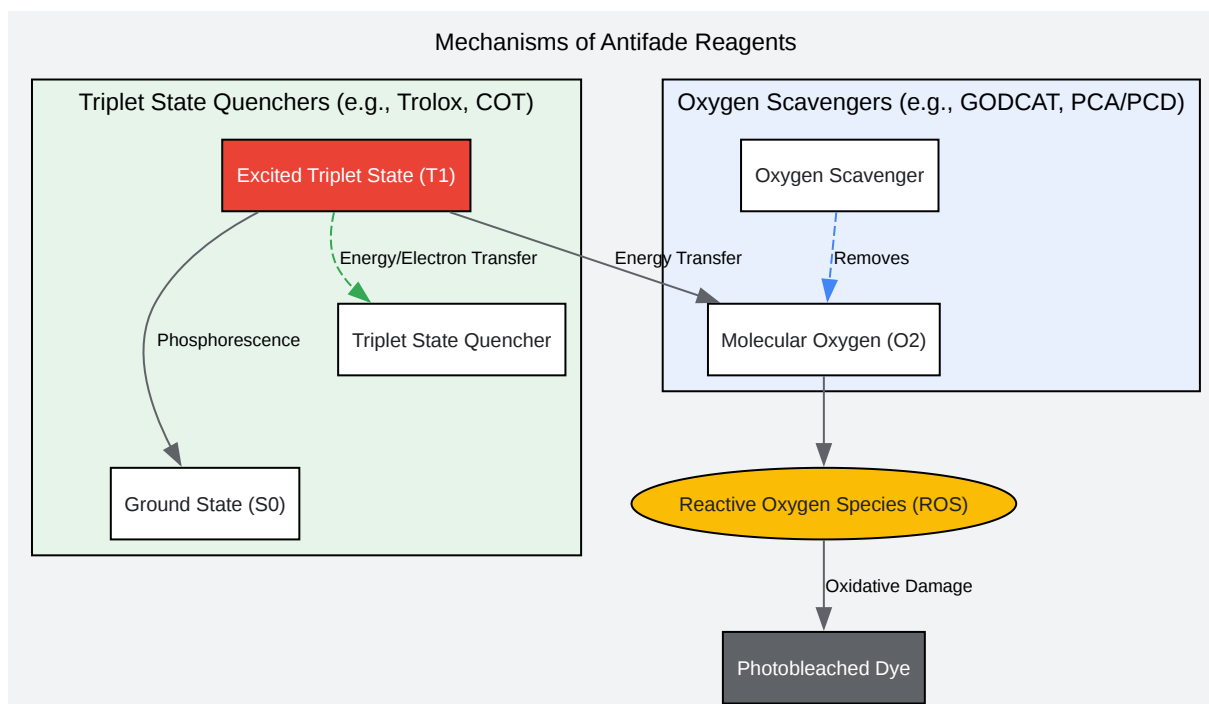 Mechanisms of Antifade Reagents
Triplet State Quenchers (e.g., Trolox, COT)
Oxygen Scavengers (e.g., GODCAT, PCA/PCD)
Excited Triplet State (T1)
Oxygen Scavenger
Energy/Electron Transfer
Energy Transfer
Removes
Phosphorescence
Triplet State Quencher
Molecular Oxygen (O2)
Ground State (S0)
Reactive Oxygen Species (ROS)
Oxidative Damage
Photobleached Dye